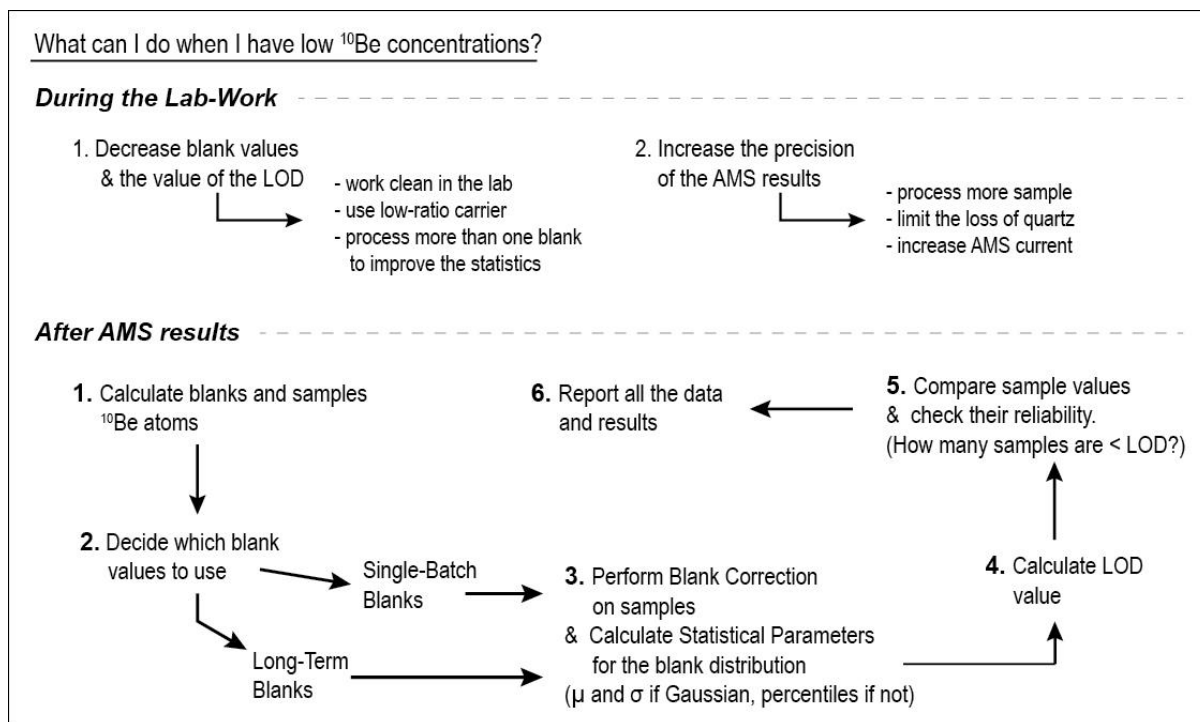 What can I do when I have low ¹⁰Be concentrations?
During the Lab-Work
1. Decrease blank values
& the value of the LOD
- work clean in the lab
- use low-ratio carrier
- process more than one blank
to improve the statistics
2. Increase the precision
of the AMS results
- process more sample
- limit the loss of quartz
- increase AMS current
After AMS results
1. Calculate blanks and samples
¹⁰Be atoms
2. Decide which blank
values to use
Single-Batch
Blanks
Long-Term
Blanks
3. Perform Blank Correction
on samples
& Calculate Statistical Parameters
for the blank distribution
(μ and σ if Gaussian, percentiles if not)
4. Calculate LOD
value
5. Compare sample values
& check their reliability.
(How many samples are < LOD?)
6. Report all the data
and results